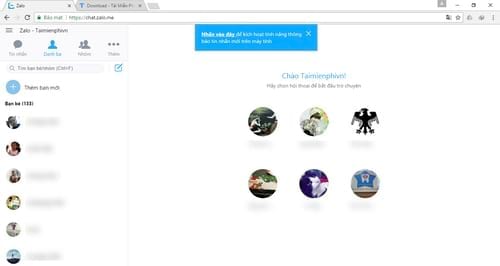 Zalo
Download - Tải Miễn P
Bảo mật
https://chat.zalo.me
Zalo - Taimienphivn
Tin nhắn
Danh bạ
Nhóm
Thêm
Tìm bạn bè/nhóm (Ctrl+F)
Thêm bạn mới
Bạn bè (133)
Nhấn vào đây để kích hoạt tính năng thông
báo tin nhắn mới trên máy tính
Chào Taimienphivn!
Hãy chọn hội thoại để bắt đầu trò chuyện